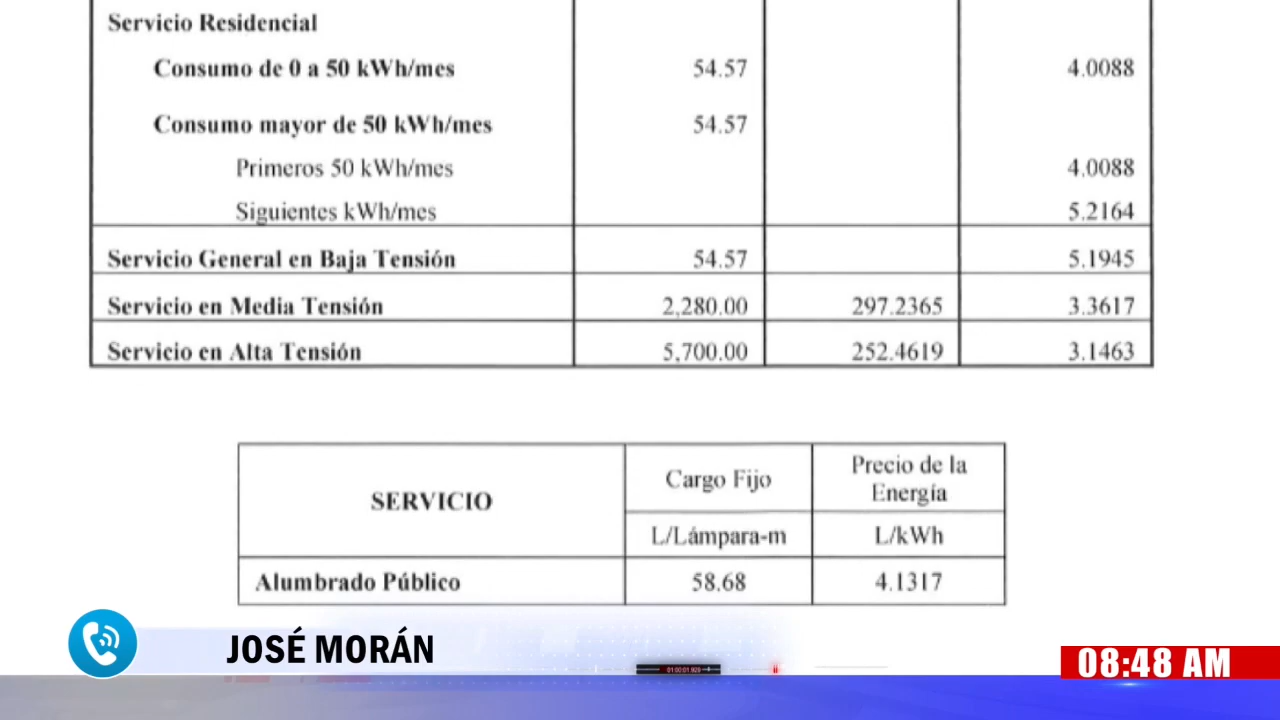 Servicio Residencial
Consumo de 0 a 50 kWh/mes 54.57 4.0088
Consumo mayor de 50 kWh/mes 54.57
Primeros 50 kWh/mes 4.0088
Siguientes kWh/mes 5.2164
Servicio General en Baja Tensión 54.57 5.1945
Servicio en Media Tensión 2,280.00 297.2365 3.3617
Servicio en Alta Tensión 5,700.00 252.4619 3.1463
SERVICIO
Cargo Fijo
Precio de la
Energía
L/Lámpara-m L/kWh
Alumbrado Público 58.68 4.1317
JOSÉ MORÁN
08:48 AM